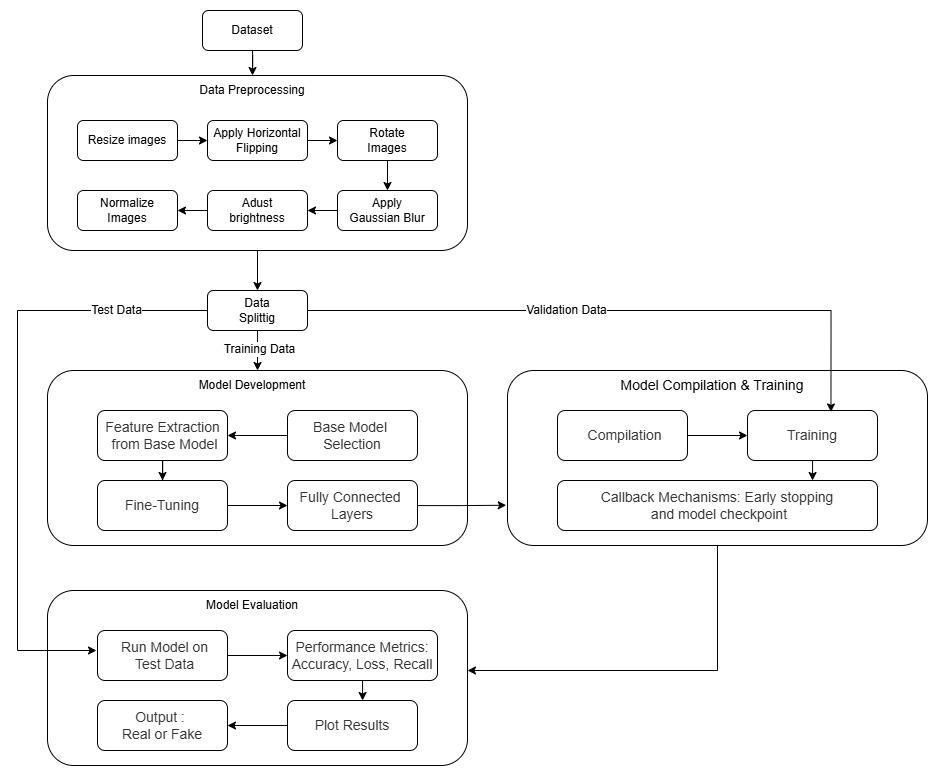 Dataset
Data Preprocessing
Resize images
Apply Horizontal
Flipping
Rotate
Images
Normalize
Images
Adust
brightness
Apply
Gaussian Blur
Test Data
Data
Splittig
Validation Data
Training Data
Model Development
Feature Extraction
from Base Model
Base Model
Selection
Fine-Tuning
Fully Connected
Layers
Model Compilation & Training
Compilation
Training
Callback Mechanisms: Early stopping
and model checkpoint
Model Evaluation
Run Model on
Test Data
Performance Metrics:
Accuracy, Loss, Recall
Output :
Real or Fake
Plot Results